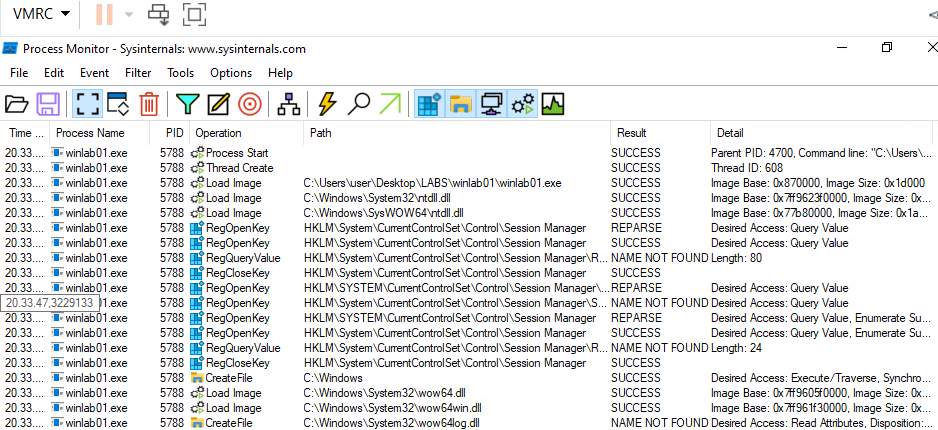 VMRC
Process Monitor - Sysinternals: www.sysinternals.com
File Edit Event Filter Tools Options Help
Time ... Process Name PID Operation Path Result Detail
20.33.... winlab01.exe 5788 Process Start SUCCESS Parent PID: 4700, Command line: "C:\Users\...
20.33.... winlab01.exe 5788 Thread Create SUCCESS Thread ID: 608
20.33.... winlab01.exe 5788 Load Image C:\Users\user\Desktop\LABS\winlab01\winlab01.exe SUCCESS Image Base: 0x870000, Image Size: 0x1d000
20.33.... winlab01.exe 5788 Load Image C:\Windows\System32\ntdll.dll SUCCESS Image Base: 0x7ff9623f0000, Image Size: 0x...
20.33.... winlab01.exe 5788 Load Image C:\Windows\SysWOW64\ntdll.dll SUCCESS Image Base: 0x77b80000, Image Size: 0x1a...
20.33.... winlab01.exe 5788 RegOpenKey HKLM\System\CurrentControlSet\Control\Session Manager REPARSE Desired Access: Query Value
20.33.... winlab01.exe 5788 RegOpenKey HKLM\System\CurrentControlSet\Control\Session Manager SUCCESS Desired Access: Query Value
20.33.... winlab01.exe 5788 RegQueryValue HKLM\System\CurrentControlSet\Control\Session Manager\R... NAME NOT FOUND Length: 80
20.33.... winlab01.exe 5788 RegCloseKey HKLM\System\CurrentControlSet\Control\Session Manager SUCCESS
20.33.... winlab01.exe 5788 RegOpenKey HKLM\SYSTEM\CurrentControlSet\Control\Session Manager\... REPARSE Desired Access: Query Value
20.33.47,3229133 01.exe 5788 RegOpenKey HKLM\System\CurrentControlSet\Control\Session Manager\S... NAME NOT FOUND Desired Access: Query Value
20.33.... winlab01.exe 5788 RegOpenKey HKLM\SYSTEM\CurrentControlSet\Control\Session Manager REPARSE Desired Access: Query Value, Enumerate Su...
20.33.... winlab01.exe 5788 RegOpenKey HKLM\System\CurrentControlSet\Control\Session Manager SUCCESS Desired Access: Query Value, Enumerate Su...
20.33.... winlab01.exe 5788 RegQueryValue HKLM\System\CurrentControlSet\Control\Session Manager\R... NAME NOT FOUND Length: 24
20.33.... winlab01.exe 5788 RegCloseKey HKLM\System\CurrentControlSet\Control\Session Manager SUCCESS
20.33.... winlab01.exe 5788 CreateFile C:\Windows SUCCESS Desired Access: Execute/Traverse, Synchro...
20.33.... winlab01.exe 5788 Load Image C:\Windows\System32\wow64.dll SUCCESS Image Base: 0x7ff9605f0000, Image Size: 0x...
20.33.... winlab01.exe 5788 Load Image C:\Windows\System32\wow64win.dll SUCCESS Image Base: 0x7ff961f30000, Image Size: 0x...
20.33.... winlab01.exe 5788 CreateFile C:\Windows\System32\wow64log.dll NAME NOT FOUND Desired Access: Read Attributes, Disposition:...